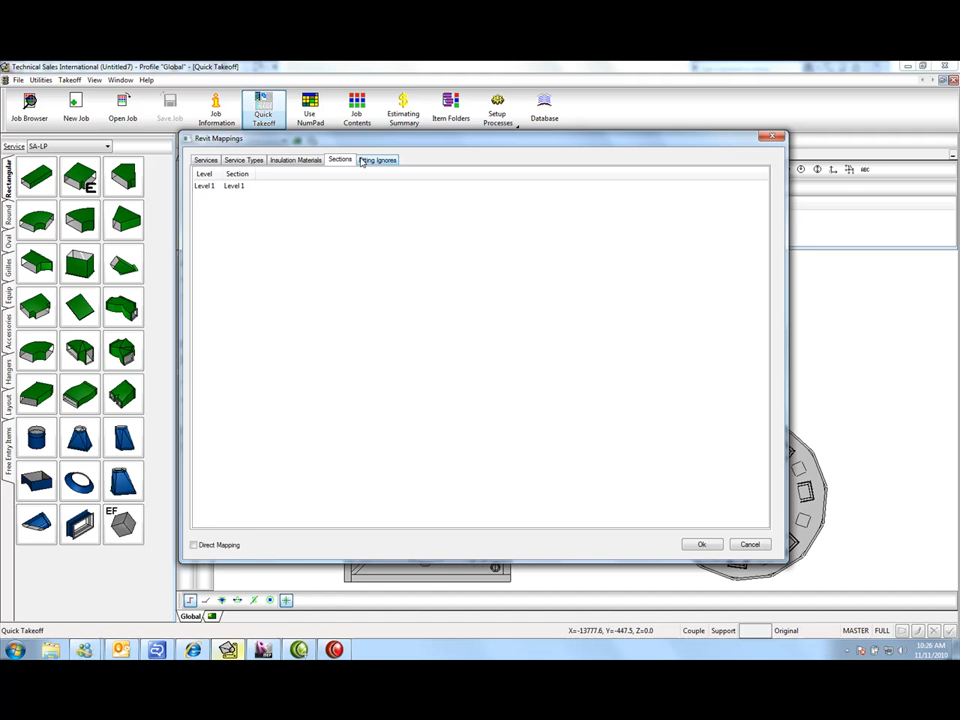 Technical Sales International (Untitled7) - Profile "Global" - [Quick Takeoff]
File Utilities Takeoff View Window Help
Job Browser New Job Open Job Save Job Job Information Quick Takeoff Use NumPad Job Contents Estimating Summary Item Folders Setup Processes Database
Service SA-LP
Revit Mappings
Services Service Types Insulation Materials Sections Fitting Ignores
Level Section
Level 1 Level 1
ABC
Rectangular
Round
Oval
Grilles
Equip
Accessories
Hangers
Layout
Free Entry Items
E
EF
Direct Mapping Ok Cancel
Global
Quick Takeoff X=-13777.6, Y=-447.5, Z=0.0 Couple Support Original MASTER FULL
10:26 AM
11/11/2010